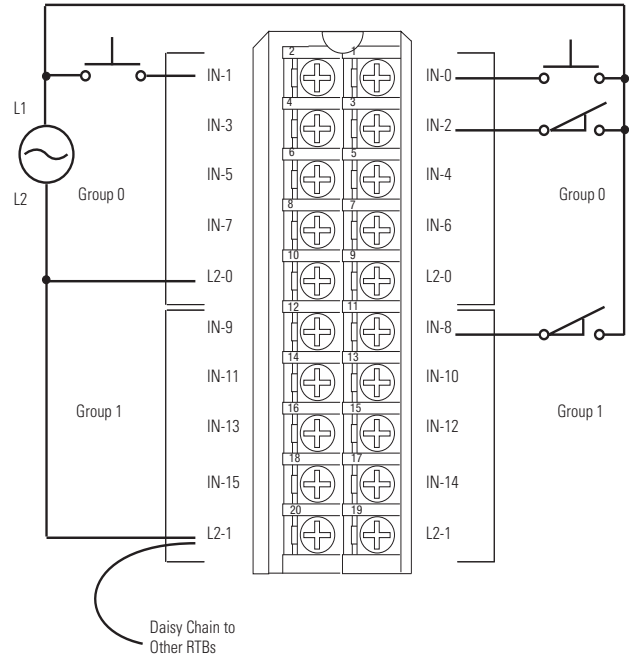 2 1
IN-1 IN-0
4 3
L1 IN-3 IN-2
6 5
IN-5 IN-4
L2 Group 0 Group 0
8 7
IN-7 IN-6
10 9
L2-0 L2-0
12 11
IN-9 IN-8
14 13
IN-11 IN-10
Group 1 Group 1
16 15
IN-13 IN-12
18 17
IN-15 IN-14
20 19
L2-1 L2-1
Daisy Chain to
Other RTBs